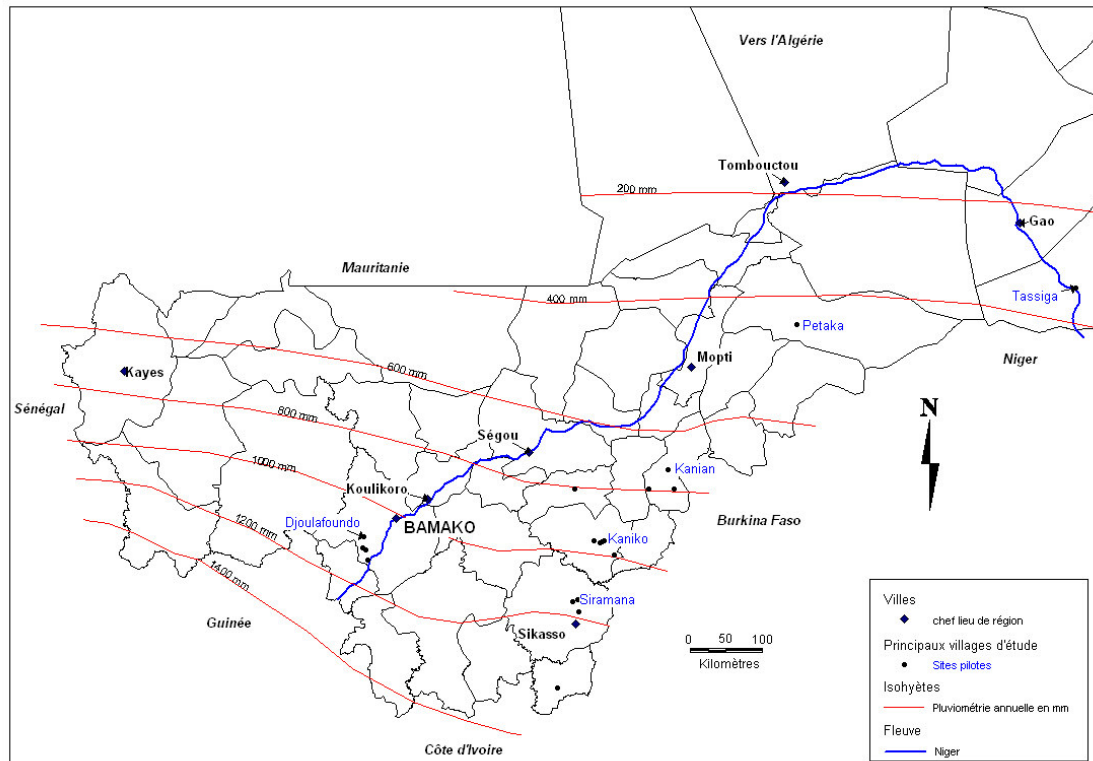 Vers l'Algérie
Tombouctou
200 mm
Gao
Mauritanie
Tassiga
400 mm
Petaka
Niger
Mopti
Kayes
600 mm
Sénégal
800 mm
Ségou
N
1000 mm
Kanian
Koulikoro
Djoulafoundo
BAMAKO
Burkina Faso
1200 mm
Kaniko
1400 mm
Siramana
Guinée
Sikasso
0 50 100
Kilomètres
Côte d'Ivoire
Villes
chef lieu de région
Principaux villages d'étude
Sites pilotes
Isohyètes
Pluviométrie annuelle en mm
Fleuve
Niger